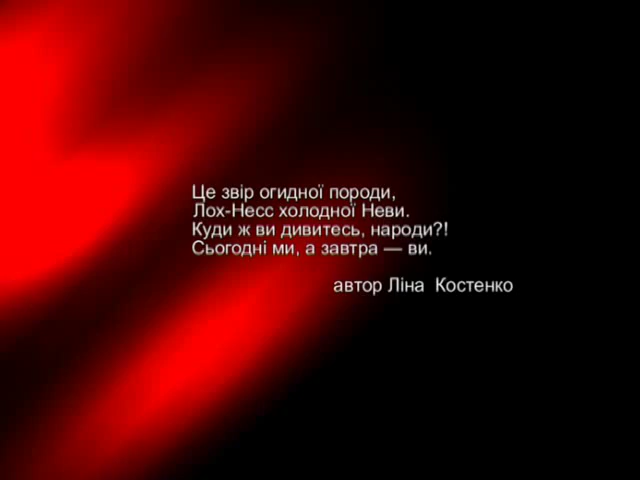 Це звір огидної породи,
Лох-Несс холодної Неви.
Куди ж ви дивитесь, народи?!
Сьогодні ми, а завтра — ви.
автор Ліна Костенко